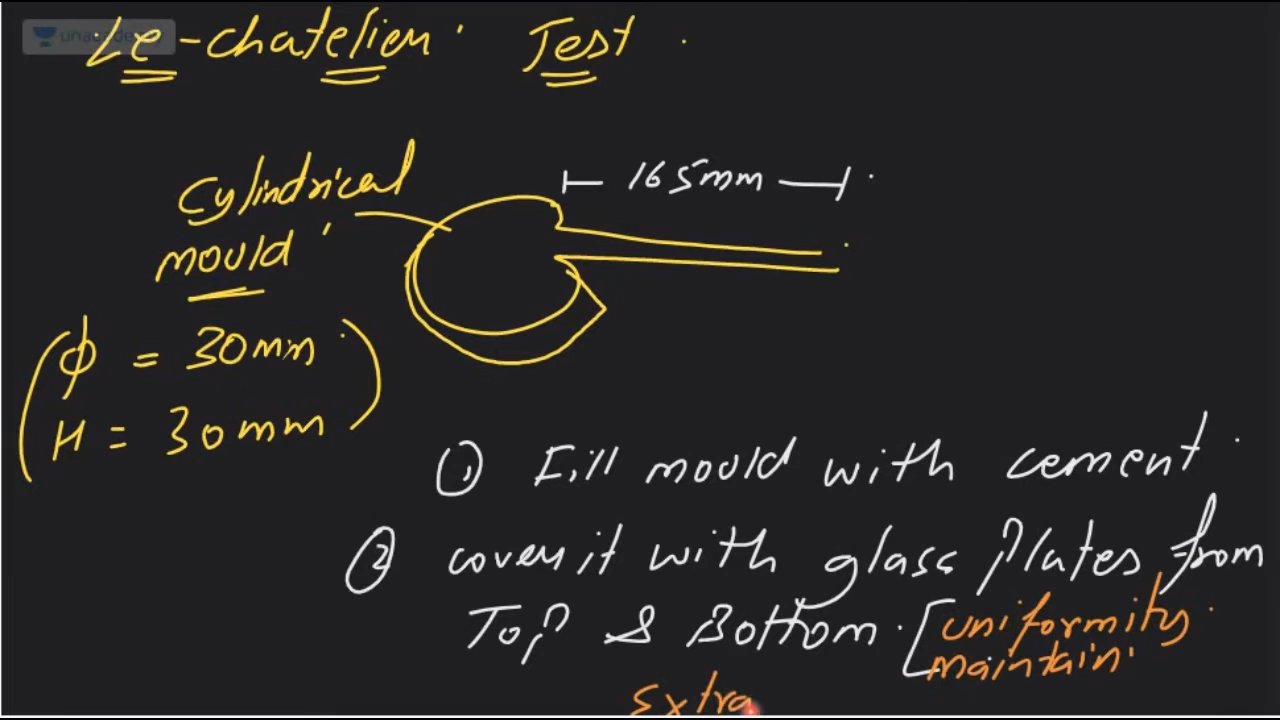 unacademy
Le-chatelier Test
165mm
Cylindrical
mould
ϕ = 30mm
H = 30mm
① Fill mould with cement
② cover it with glass plates from
Top & Bottom. [uniformity
maintain
Extra